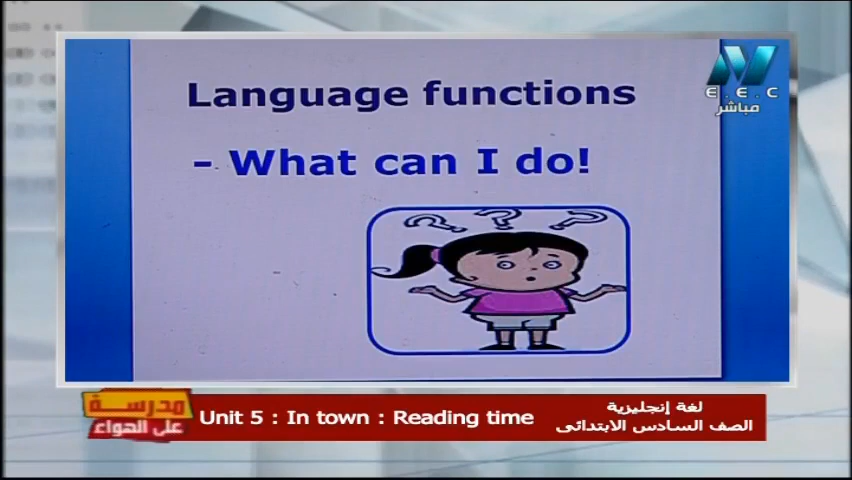 Language functions
- What can I do!
? ? ?
E . E . C
مباشر
مدرسة
على الهواء
Unit 5 : In town : Reading time
لغة إنجليزية
الصف السادس الابتدائى